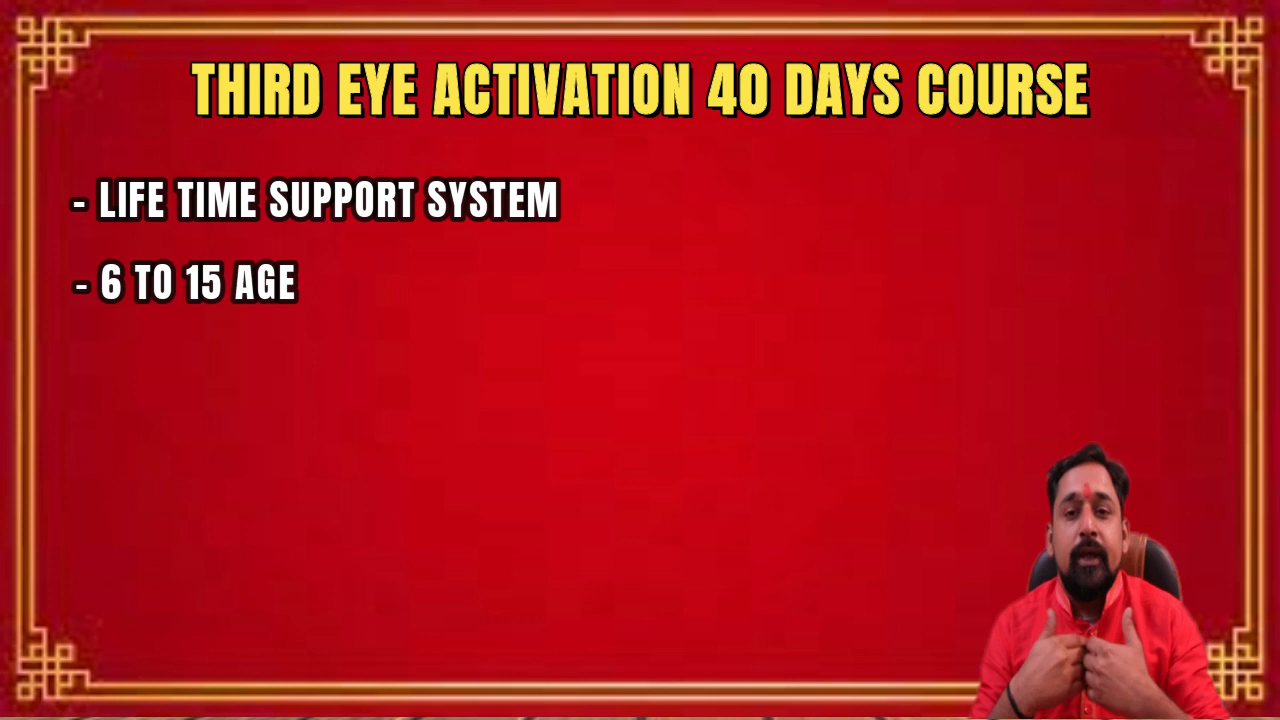 THIRD EYE ACTIVATION 40 DAYS COURSE
- LIFE TIME SUPPORT SYSTEM
- 6 TO 15 AGE